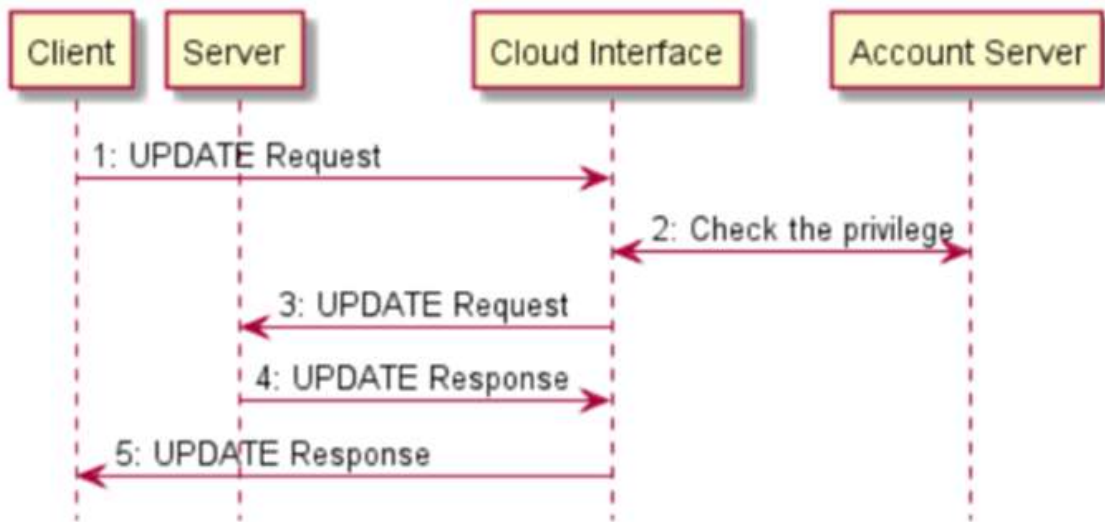 Client
Server
Cloud Interface
Account Server
1: UPDATE Request
2: Check the privilege
3: UPDATE Request
4: UPDATE Response
5: UPDATE Response